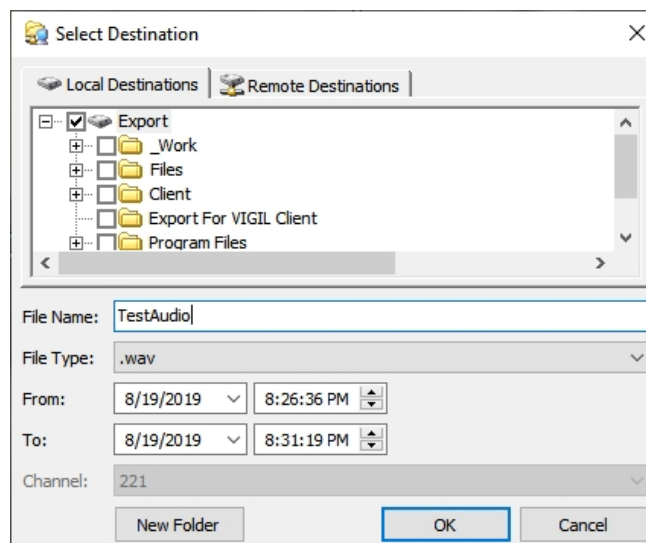 Select Destination
Local Destinations Remote Destinations
Export
_Work
Files
Client
Export For VIGIL Client
Program Files
File Name: TestAudio
File Type: .wav
From: 8/19/2019 8:26:36 PM
To: 8/19/2019 8:31:19 PM
Channel: 221
New Folder OK Cancel